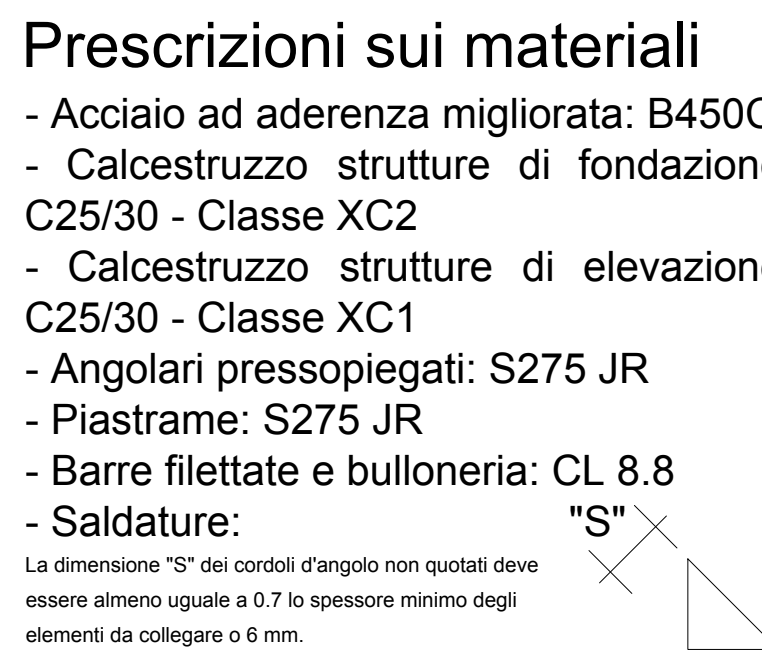 Prescrizioni sui materiali
- Acciaio ad aderenza migliorata: B450C
- Calcestruzzo strutture di fondazione
C25/30 - Classe XC2
- Calcestruzzo strutture di elevazione
C25/30 - Classe XC1
- Angolari pressopiegati: S275 JR
- Piastrame: S275 JR
- Barre filettate e bulloneria: CL 8.8
- Saldature: "S"
La dimensione "S" dei cordoli d'angolo non quotati deve
essere almeno uguale a 0.7 lo spessore minimo degli
elementi da collegare o 6 mm.